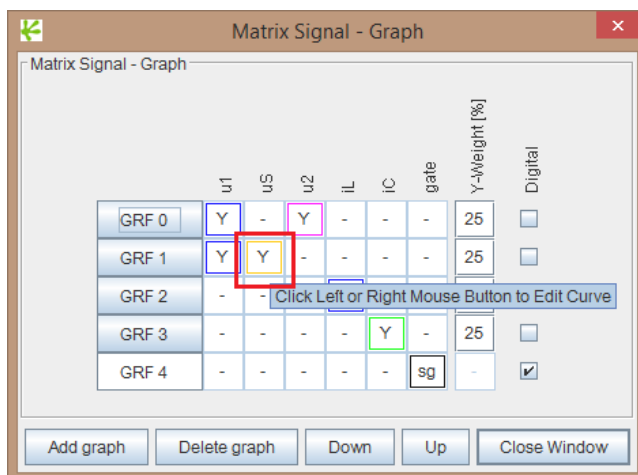 Matrix Signal - Graph
Matrix Signal - Graph
u1 uS u2 iL iC gate Y-Weight [%] Digital
GRF 0 Y - Y - - - 25
GRF 1 Y Y - - - - 25
GRF 2 - -
Click Left or Right Mouse Button to Edit Curve
GRF 3 - - - - Y - 25
GRF 4 - - - - - sg -
Add graph Delete graph Down Up Close Window